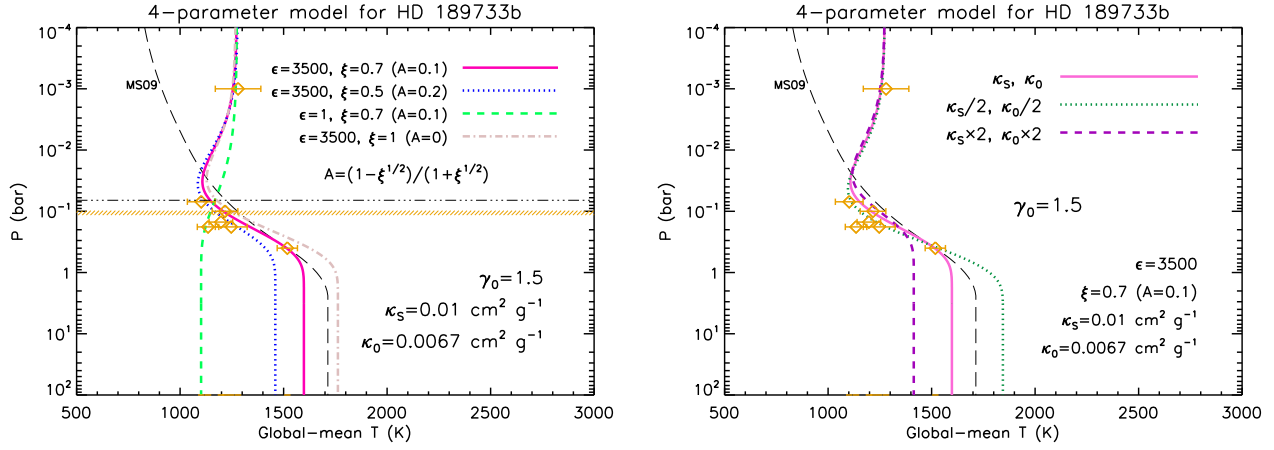 4-parameter model for HD 189733b
10⁻⁴
10⁻³
10⁻²
10⁻¹
1
10¹
10²
P (bar)
MS09
ϵ=3500, ξ=0.7 (A=0.1)
ϵ=3500, ξ=0.5 (A=0.2)
ϵ=1, ξ=0.7 (A=0.1)
ϵ=3500, ξ=1 (A=0)
A=(1−ξ^1/2)/(1+ξ^1/2)
γ₀=1.5
κ_S=0.01 cm² g⁻¹
κ₀=0.0067 cm² g⁻¹
500 1000 1500 2000 2500 3000
Global-mean T (K)
4-parameter model for HD 189733b
10⁻⁴
10⁻³
10⁻²
10⁻¹
1
10¹
10²
P (bar)
MS09
κ_S, κ₀
κ_S/2, κ₀/2
κ_S×2, κ₀×2
γ₀=1.5
ϵ=3500
ξ=0.7 (A=0.1)
κ_S=0.01 cm² g⁻¹
κ₀=0.0067 cm² g⁻¹
500 1000 1500 2000 2500 3000
Global-mean T (K)